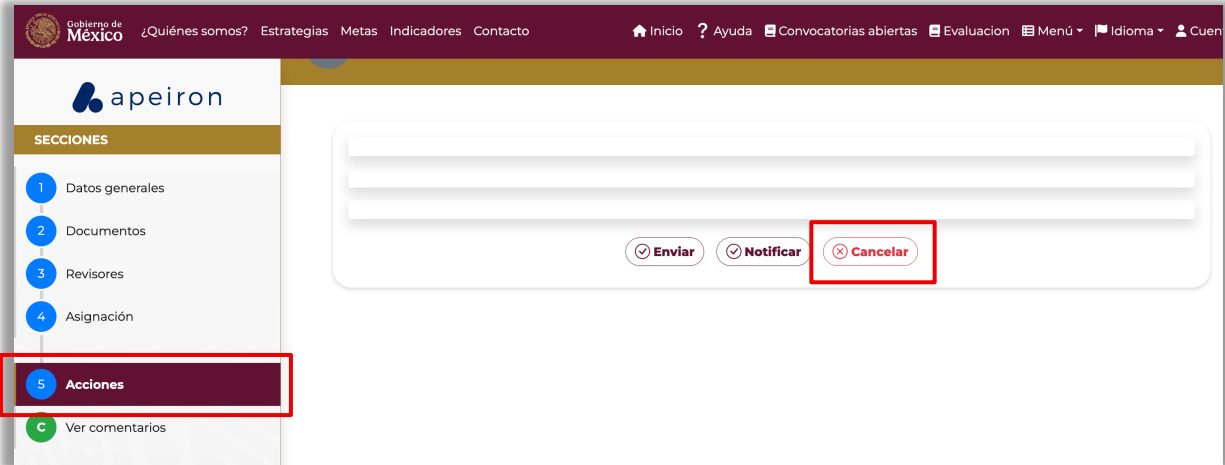 Gobierno de
México
¿Quiénes somos? Estrategias Metas Indicadores Contacto
Inicio ? Ayuda Convocatorias abiertas Evaluacion Menú Idioma Cuen
apeiron
SECCIONES
1 Datos generales
2 Documentos
3 Revisores
4 Asignación
5 Acciones
C Ver comentarios
Enviar Notificar Cancelar